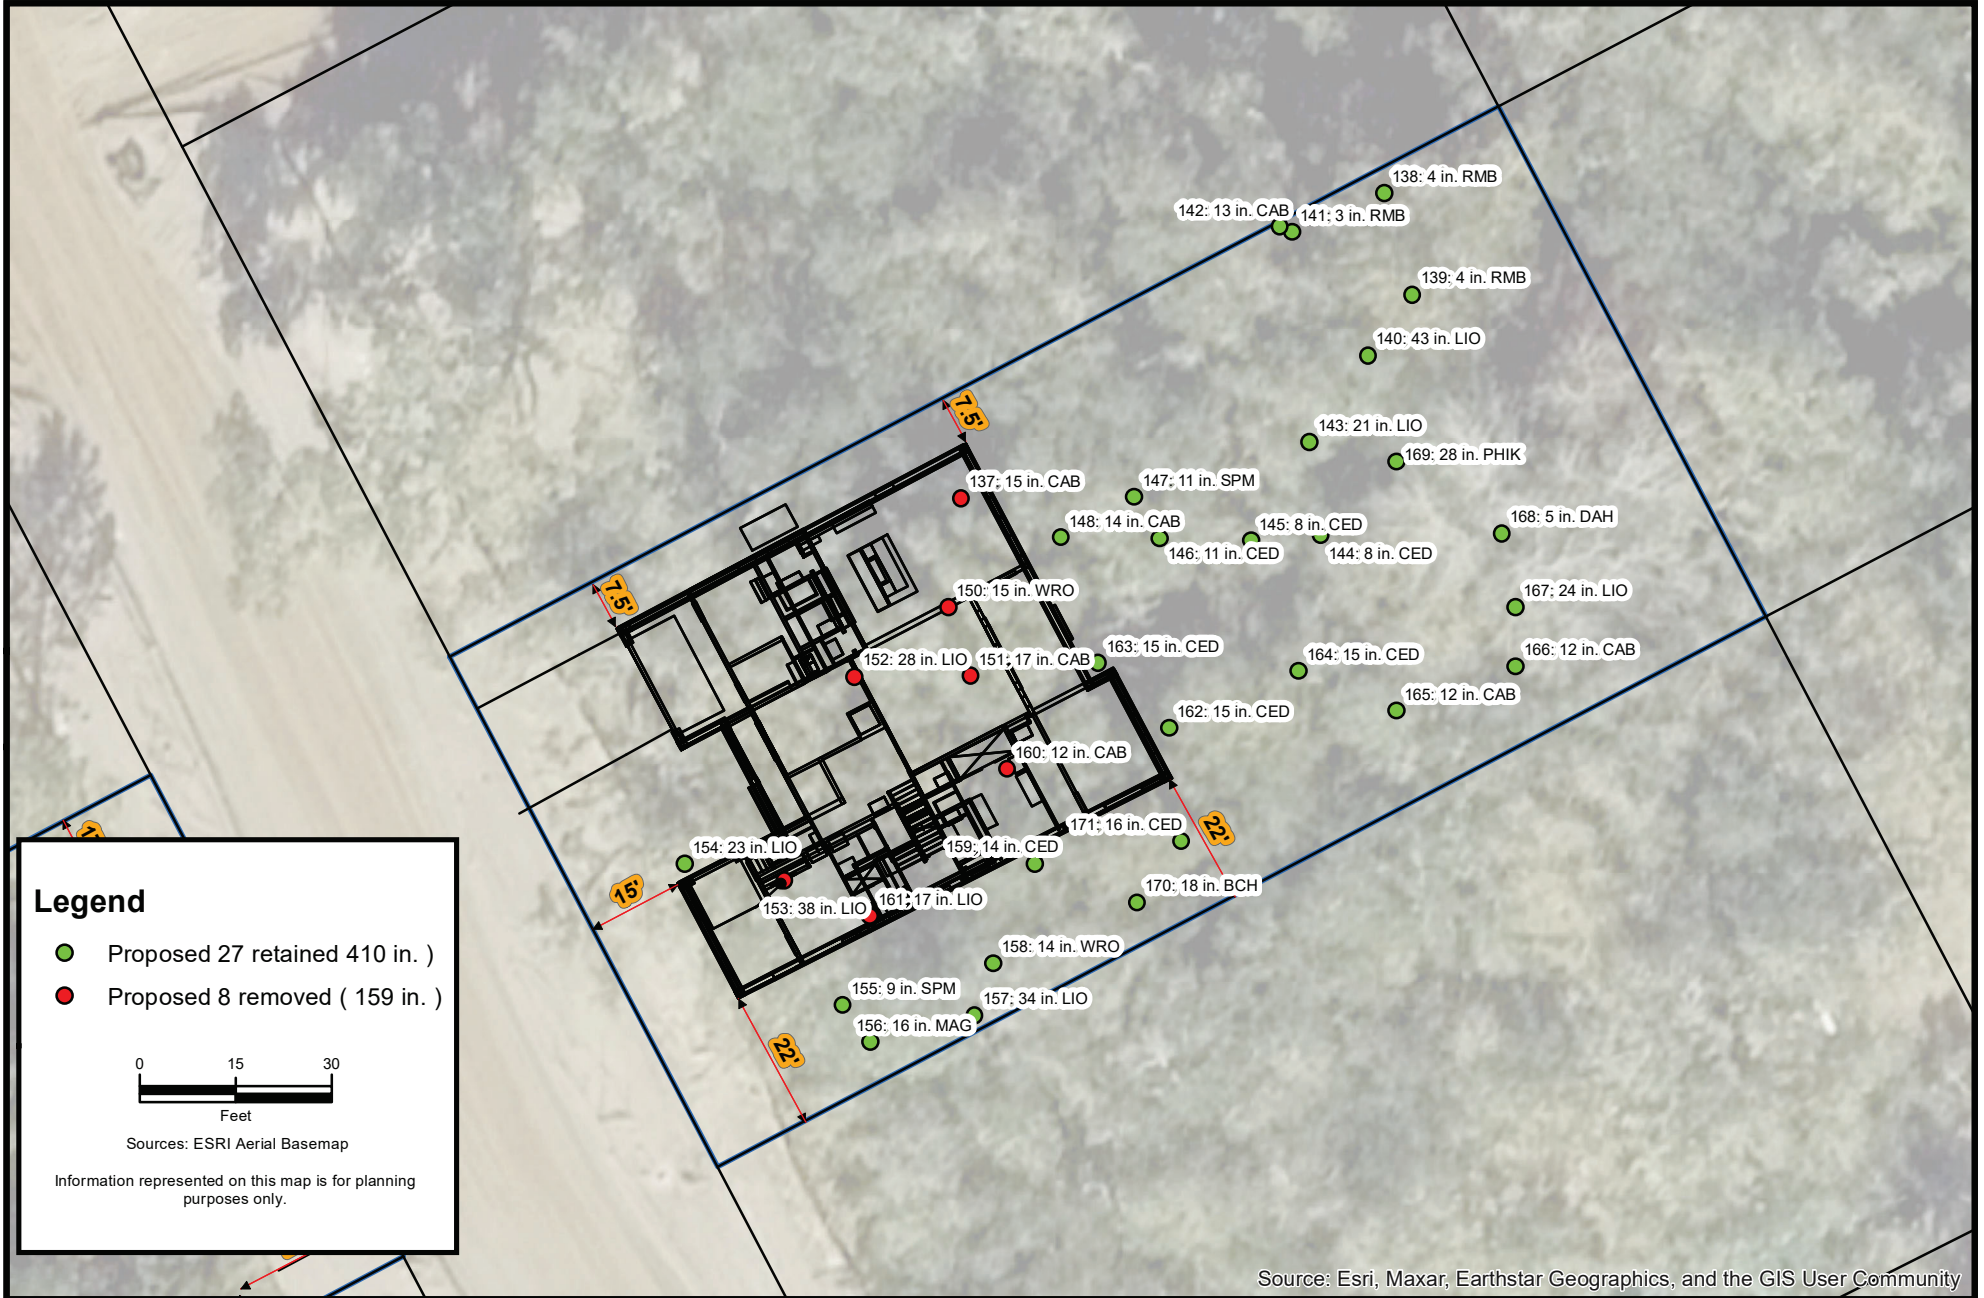 138: 4 in. RMB
142: 13 in. CAB
141: 3 in. RMB
139: 4 in. RMB
140: 43 in. LIO
7.5'
143: 21 in. LIO
169: 28 in. PHIK
137: 15 in. CAB
147: 11 in. SPM
148: 14 in. CAB
145: 8 in. CED
168: 5 in. DAH
146: 11 in. CED
144: 8 in. CED
7.5'
150: 15 in. WRO
167: 24 in. LIO
163: 15 in. CED
152: 28 in. LIO
151: 17 in. CAB
164: 15 in. CED
166: 12 in. CAB
165: 12 in. CAB
162: 15 in. CED
160: 12 in. CAB
171: 16 in. CED
22'
154: 23 in. LIO
159: 14 in. CED
15'
170: 18 in. BCH
153: 38 in. LIO
161: 17 in. LIO
158: 14 in. WRO
155: 9 in. SPM
157: 34 in. LIO
156: 16 in. MAG
22'
Legend
Proposed 27 retained 410 in. )
Proposed 8 removed ( 159 in. )
0 15 30
Feet
Sources: ESRI Aerial Basemap
Information represented on this map is for planning
purposes only.
Source: Esri, Maxar, Earthstar Geographics, and the GIS User Community